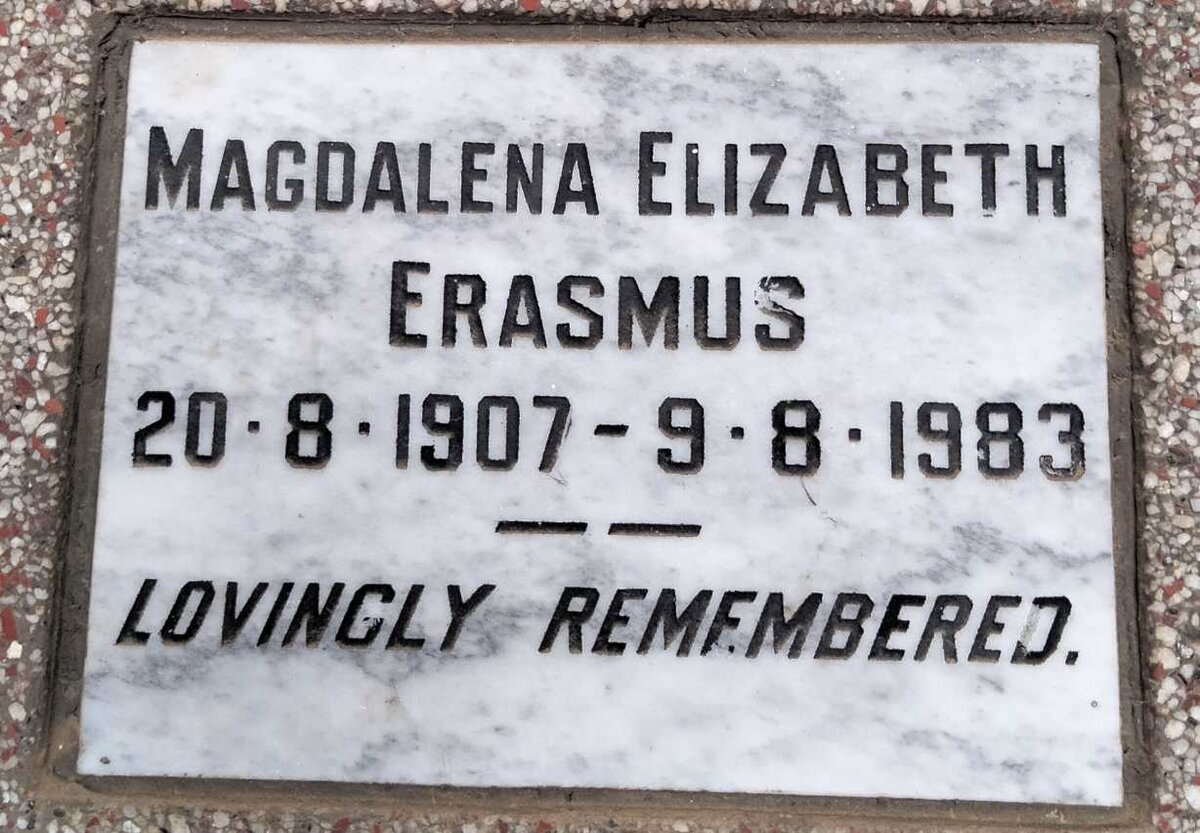 MAGDALENA ELIZABETH
ERASMUS
20·8·1907–9·8·1983
LOVINGLY REMEMBERED.